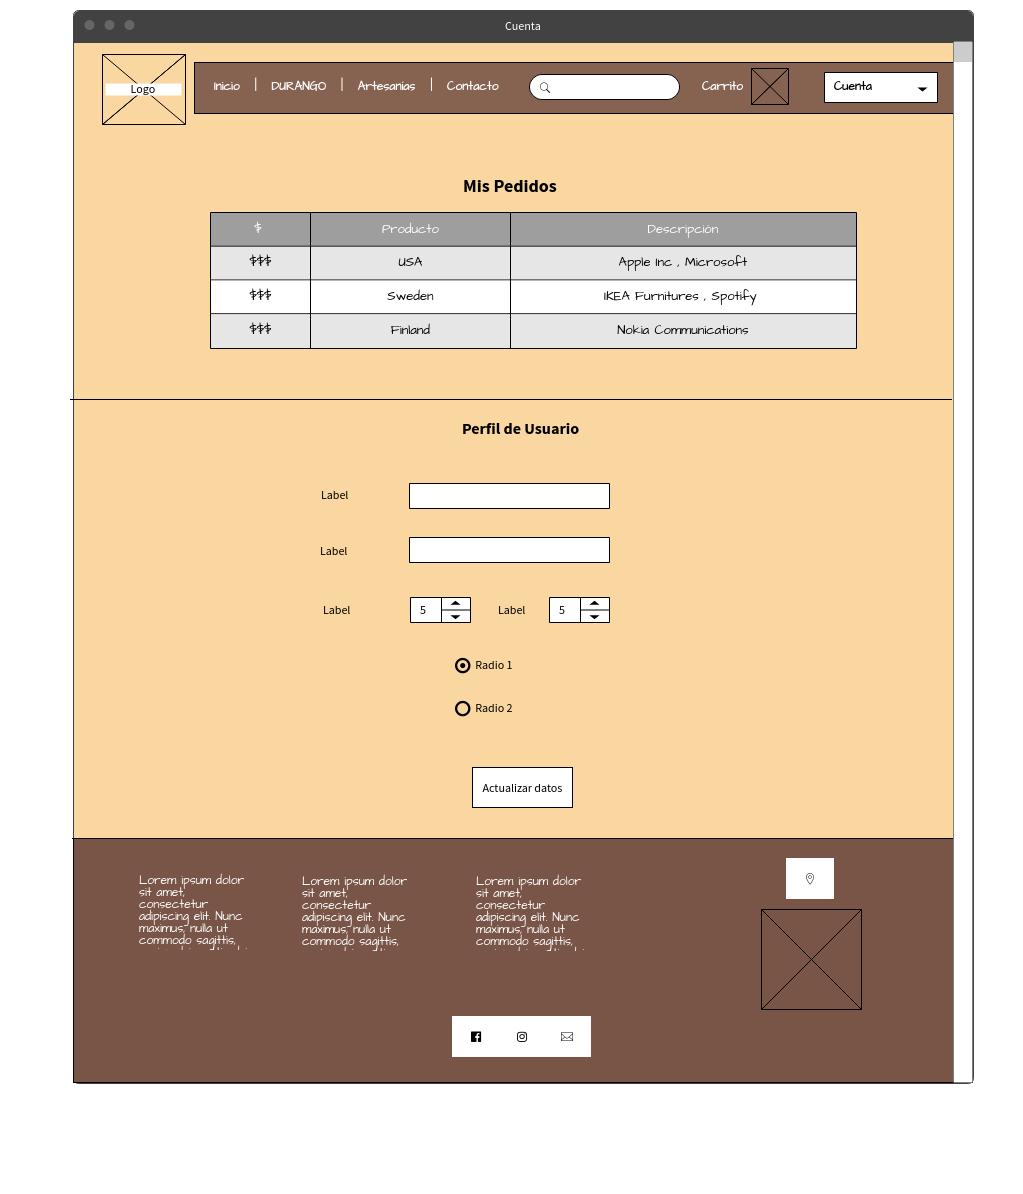 Cuenta
Logo
Inicio | DURANGO | Artesanias | Contacto
Carrito
Cuenta
Mis Pedidos
$ Producto Descripción
$$$ USA Apple Inc , Microsoft
$$$ Sweden IKEA Furnitures , Spotify
$$$ Finland Nokia Communications
Perfil de Usuario
Label
Label
Label 5 Label 5
Radio 1
Radio 2
Actualizar datos
Lorem ipsum dolor
sit amet,
consectetur
adipiscing elit. Nunc
maximus, nulla ut
commodo sagittis,
Lorem ipsum dolor
sit amet,
consectetur
adipiscing elit. Nunc
maximus, nulla ut
commodo sagittis,
Lorem ipsum dolor
sit amet,
consectetur
adipiscing elit. Nunc
maximus, nulla ut
commodo sagittis,